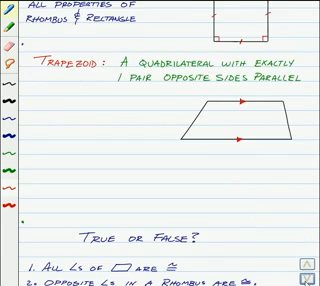 ALL PROPERTIES OF
RHOMBUS & RECTANGLE
TRAPEZOID: A QUADRILATERAL WITH EXACTLY
1 PAIR OPPOSITE SIDES PARALLEL
TRUE OR FALSE?
1. ALL ∠S OF ▱ ARE ≅
2. OPPOSITE ∠S IN A RHOMBUS ARE ≅.